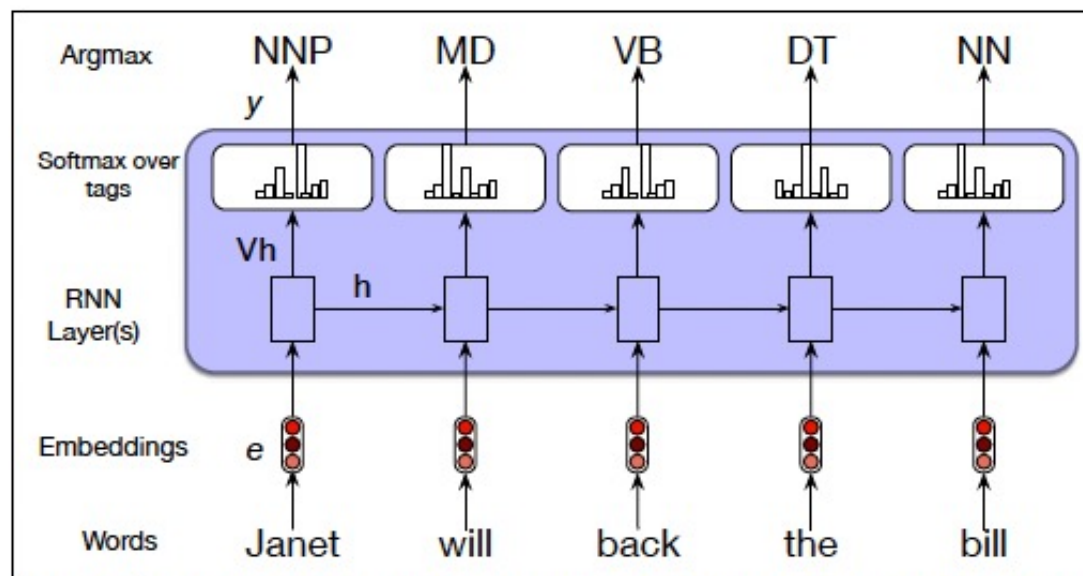 Argmax NNP MD VB DT NN
y
Softmax over
tags
Vh
h
RNN
Layer(s)
Embeddings e
Words Janet will back the bill